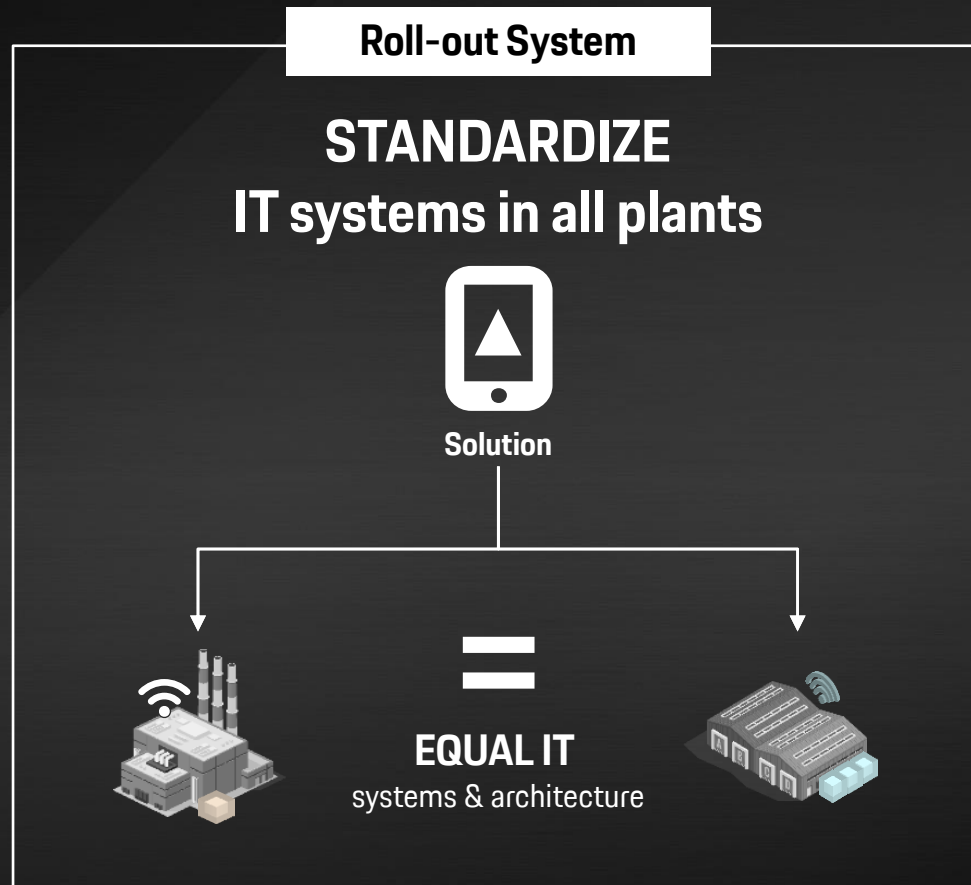 Roll-out System
STANDARDIZE
IT systems in all plants
Solution
EQUAL IT
systems & architecture
A B C D